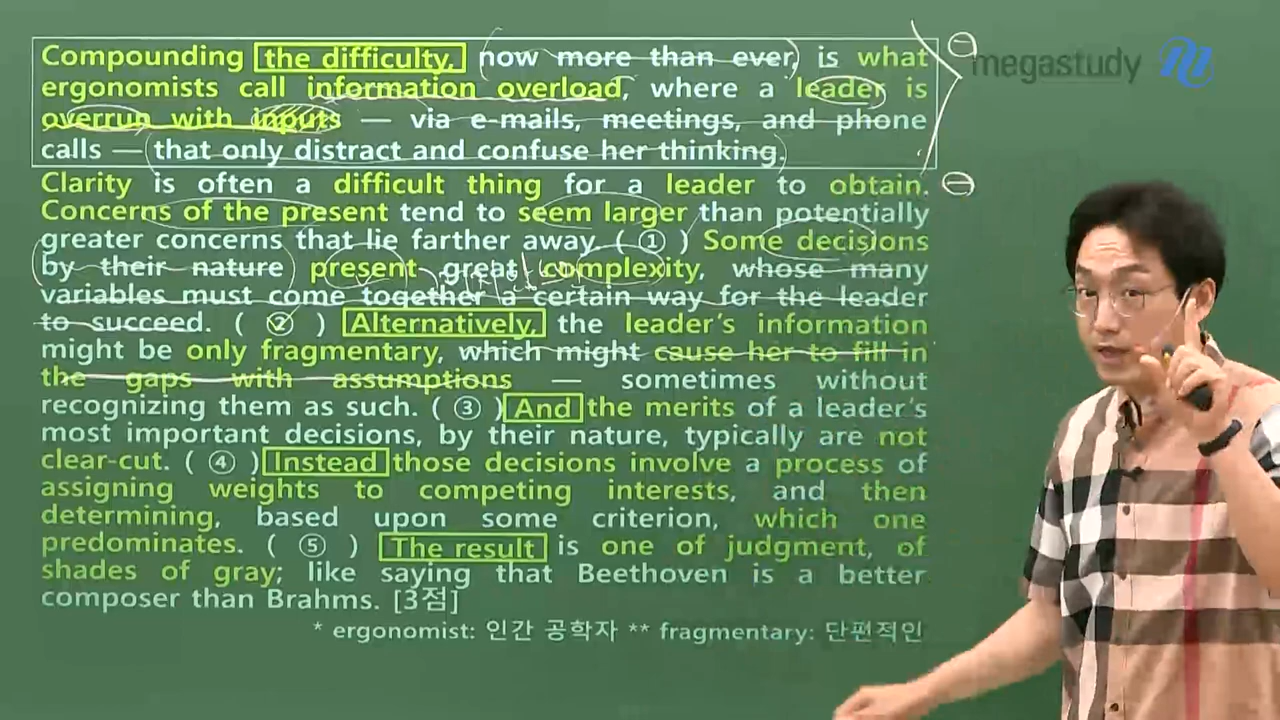 Compounding the difficulty, now more than ever, is what
ergonomists call information overload, where a leader is
overrun with inputs — via e-mails, meetings, and phone
calls — that only distract and confuse her thinking.
megastudy
Clarity is often a difficult thing for a leader to obtain.
Concerns of the present tend to seem larger than potentially
greater concerns that lie farther away. ( ① ) Some decisions
by their nature present great complexity, whose many
variables must come together a certain way for the leader
to succeed. ( ② ) Alternatively, the leader's information
might be only fragmentary, which might cause her to fill in
the gaps with assumptions — sometimes without
recognizing them as such. ( ③ ) And the merits of a leader's
most important decisions, by their nature, typically are not
clear-cut. ( ④ ) Instead those decisions involve a process of
assigning weights to competing interests, and then
determining, based upon some criterion, which one
predominates. ( ⑤ ) The result is one of judgment, of
shades of gray; like saying that Beethoven is a better
composer than Brahms. [3점]
* ergonomist: 인간 공학자 ** fragmentary: 단편적인